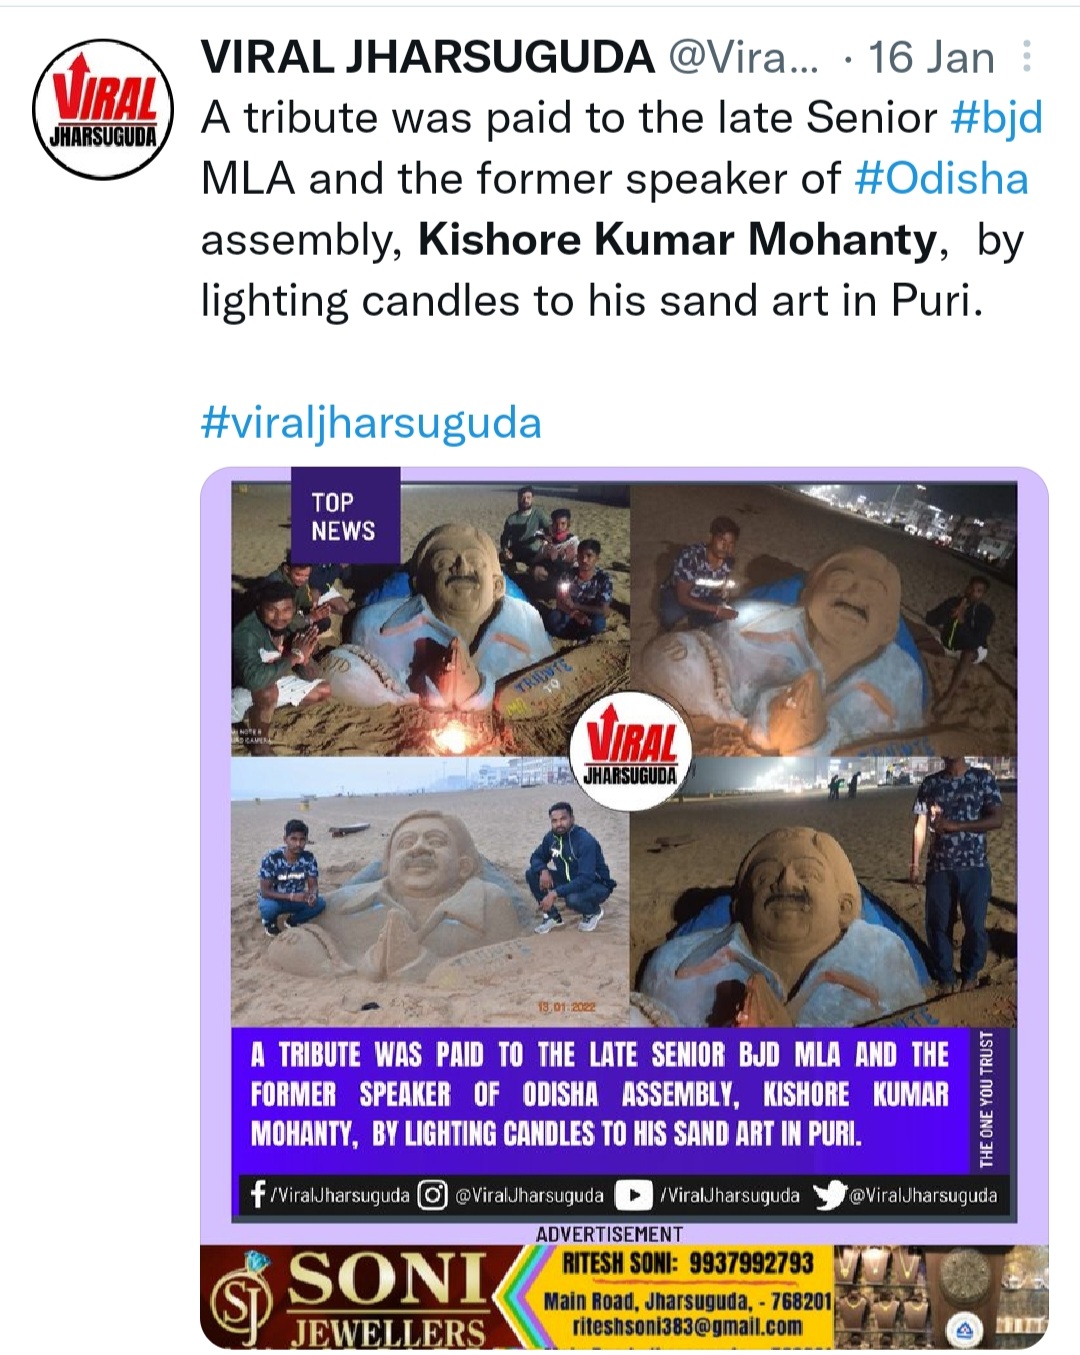 VIRAL JHARSUGUDA @Vira... · 16 Jan
VIRAL
JHARSUGUDA
A tribute was paid to the late Senior #bjd
MLA and the former speaker of #Odisha
assembly, Kishore Kumar Mohanty,  by
lighting candles to his sand art in Puri.
#viraljharsuguda
TOP
NEWS
JD
TRIBUTE
TO
VIRAL
JHARSUGUDA
13 01 2022
A TRIBUTE WAS PAID TO THE LATE SENIOR BJD MLA AND THE
FORMER SPEAKER OF ODISHA ASSEMBLY, KISHORE KUMAR
MOHANTY, BY LIGHTING CANDLES TO HIS SAND ART IN PURI.
THE ONE YOU TRUST
/ViralJharsuguda @ViralJharsuguda /ViralJharsuguda @ViralJharsuguda
ADVERTISEMENT
SJ
SONI
JEWELLERS
RITESH SONI: 9937992793
Main Road, Jharsuguda, - 768201
riteshsoni383@gmail.com